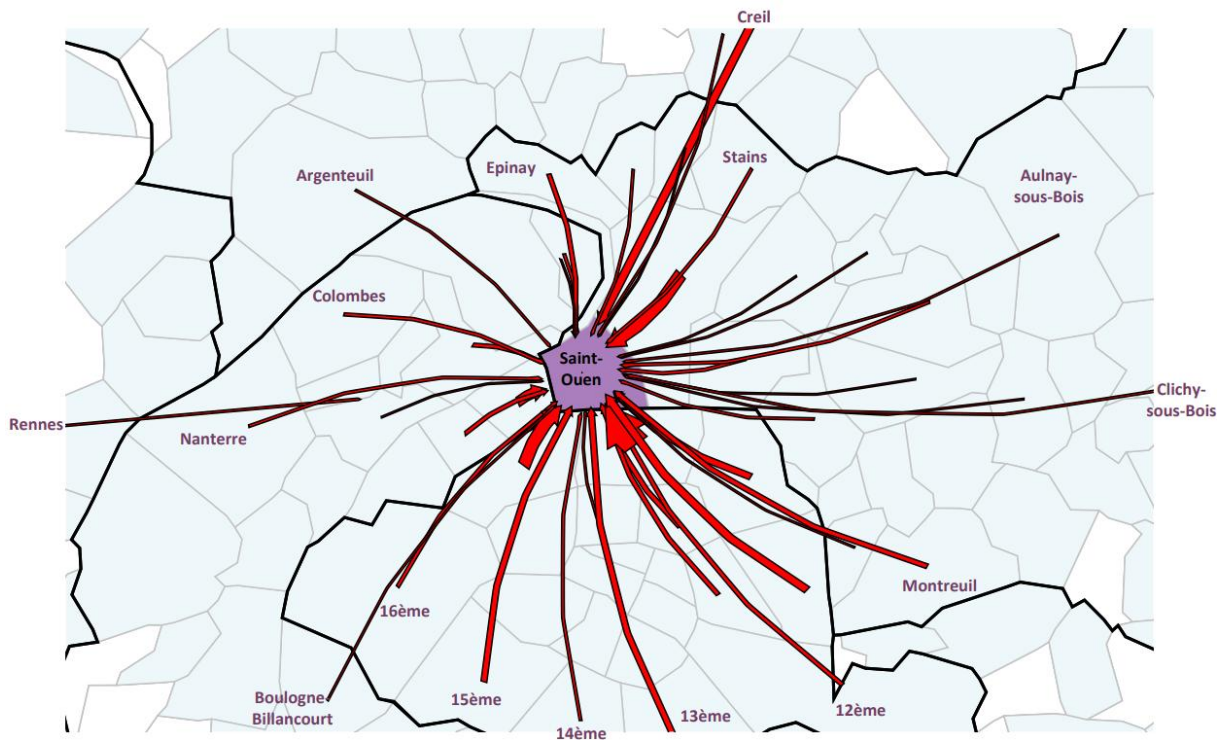 Creil
Stains
Epinay
Argenteuil
Aulnay-
sous-Bois
Colombes
Saint-
Ouen
Clichy-
sous-Bois
Rennes
Nanterre
Montreuil
16ème
Boulogne
Billancourt
15ème
14ème
13ème
12ème